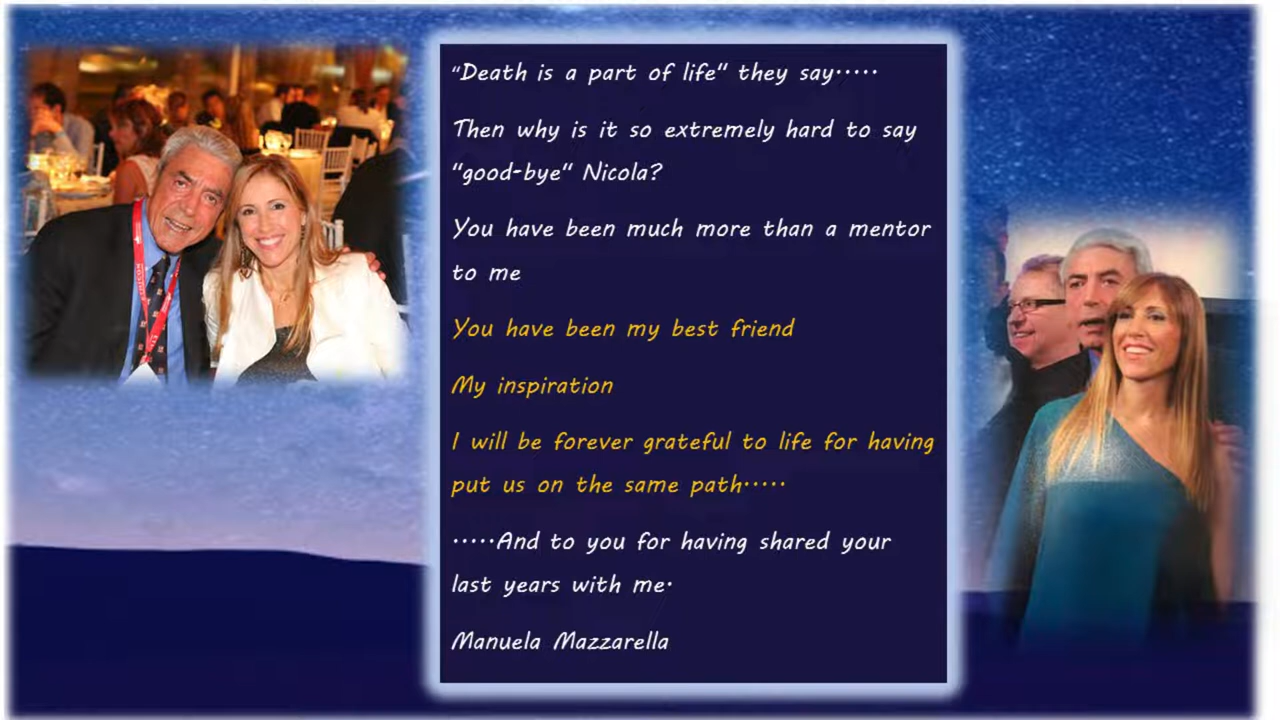 “Death is a part of life” they say.....
Then why is it so extremely hard to say
“good-bye” Nicola?
You have been much more than a mentor
to me
You have been my best friend
My inspiration
I will be forever grateful to life for having
put us on the same path.....
.....And to you for having shared your
last years with me.
Manuela Mazzarella